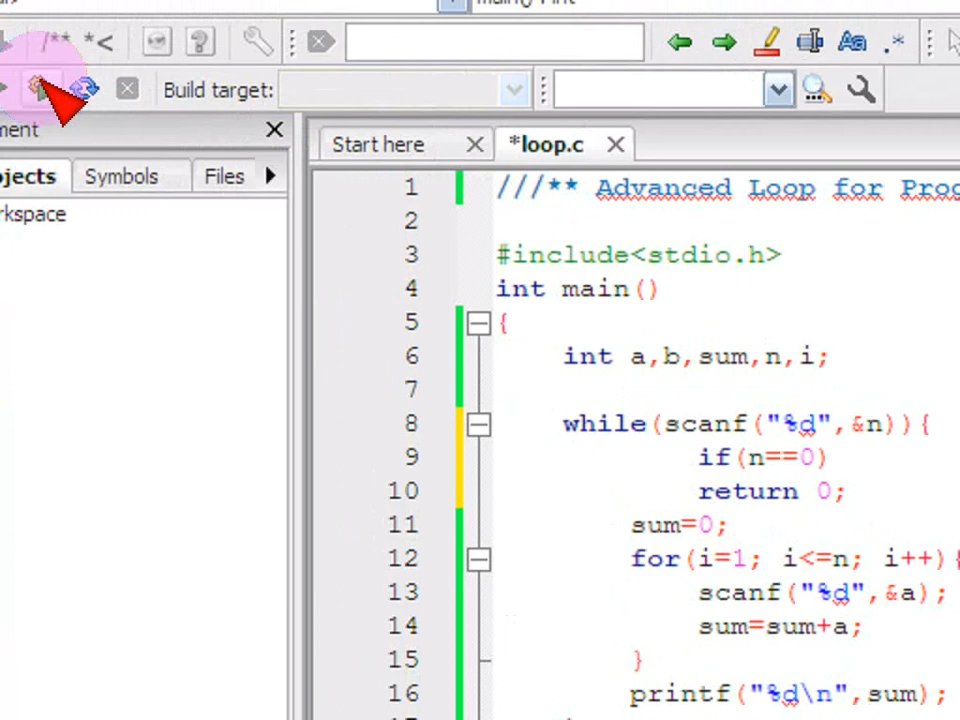 /** *<
Build target:
ment
Start here
*loop.c
jects
Symbols
Files
rkspace
1 ///** Advanced Loop for Prog
2
3 #include<stdio.h>
4 int main()
5 {
6 int a,b,sum,n,i;
7
8 while(scanf("%d",&n)){
9 if(n==0)
10 return 0;
11 sum=0;
12 for(i=1; i<=n; i++){
13 scanf("%d",&a);
14 sum=sum+a;
15 }
16 printf("%d\n",sum);